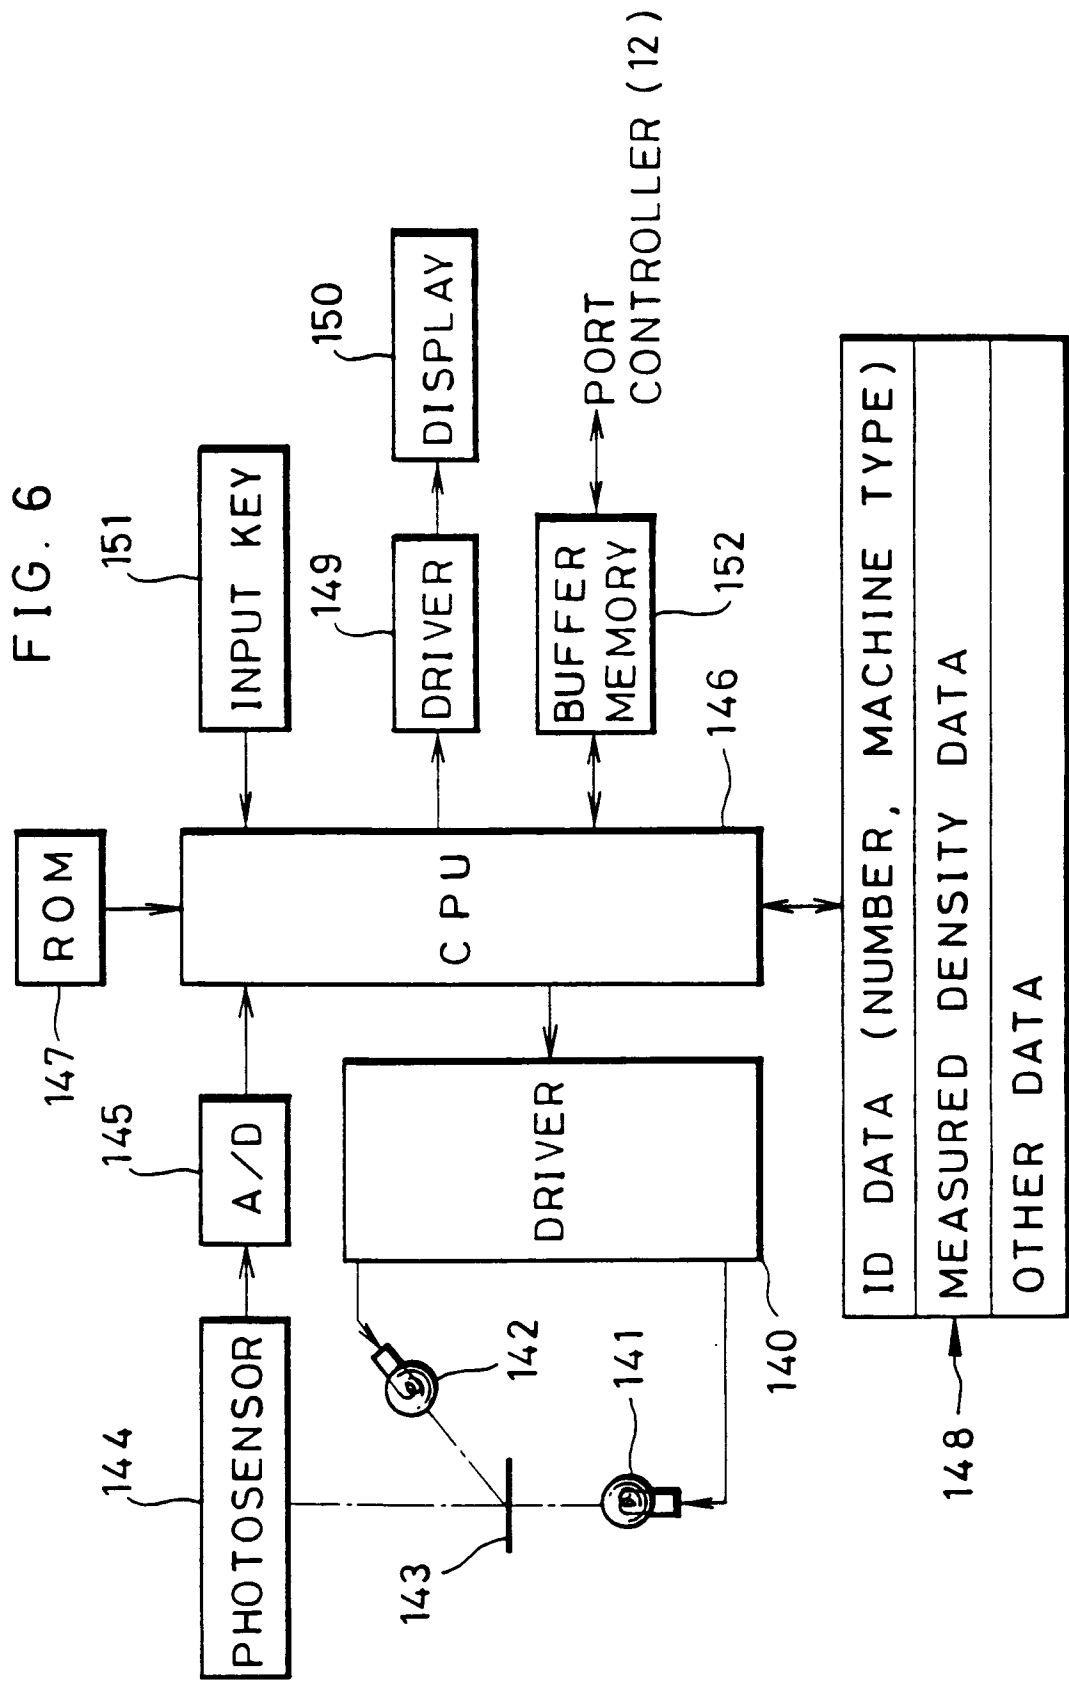 FIG. 6
147
ROM
144
145
151
PHOTOSENSOR
A/D
INPUT KEY
150
149
DRIVER
DISPLAY
CPU
142
143
141
DRIVER
140
BUFFER
MEMORY
152
PORT
CONTROLLER (12)
146
148
ID DATA (NUMBER, MACHINE TYPE)
MEASURED DENSITY DATA
OTHER DATA